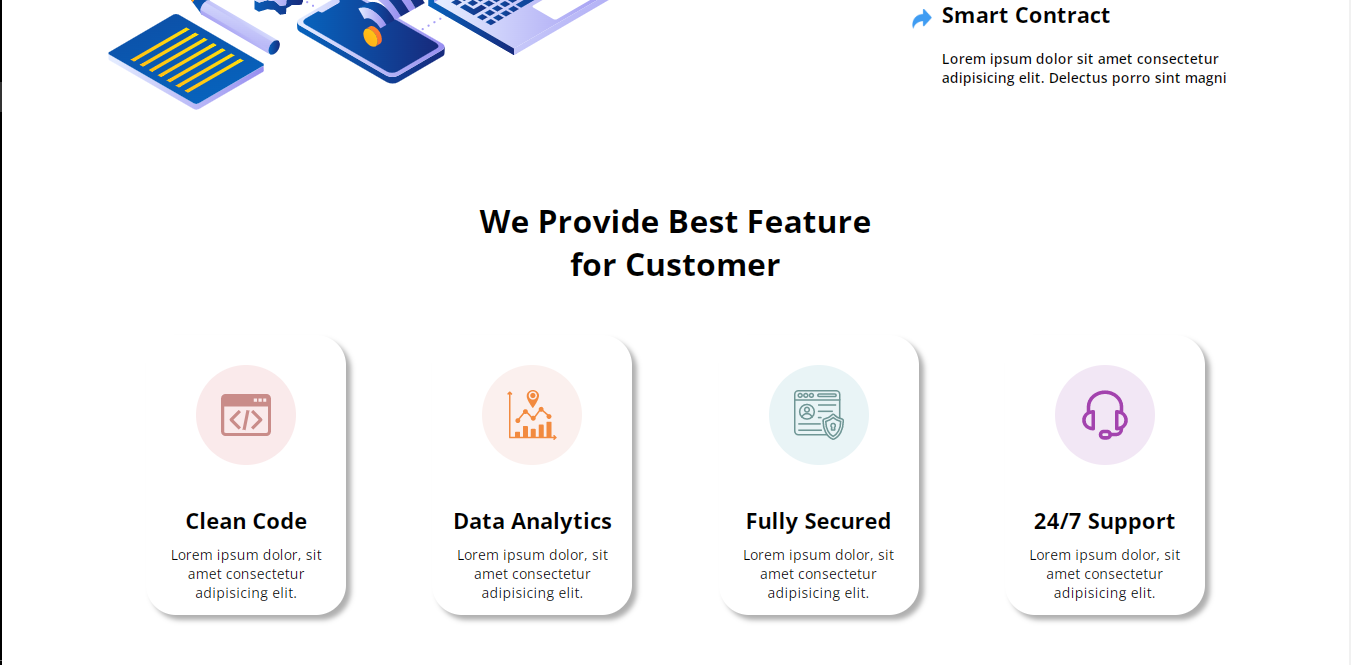 Smart Contract
Lorem ipsum dolor sit amet consectetur
adipisicing elit. Delectus porro sint magni
We Provide Best Feature
for Customer
Clean Code
Lorem ipsum dolor, sit
amet consectetur
adipisicing elit.
Data Analytics
Lorem ipsum dolor, sit
amet consectetur
adipisicing elit.
Fully Secured
Lorem ipsum dolor, sit
amet consectetur
adipisicing elit.
24/7 Support
Lorem ipsum dolor, sit
amet consectetur
adipisicing elit.